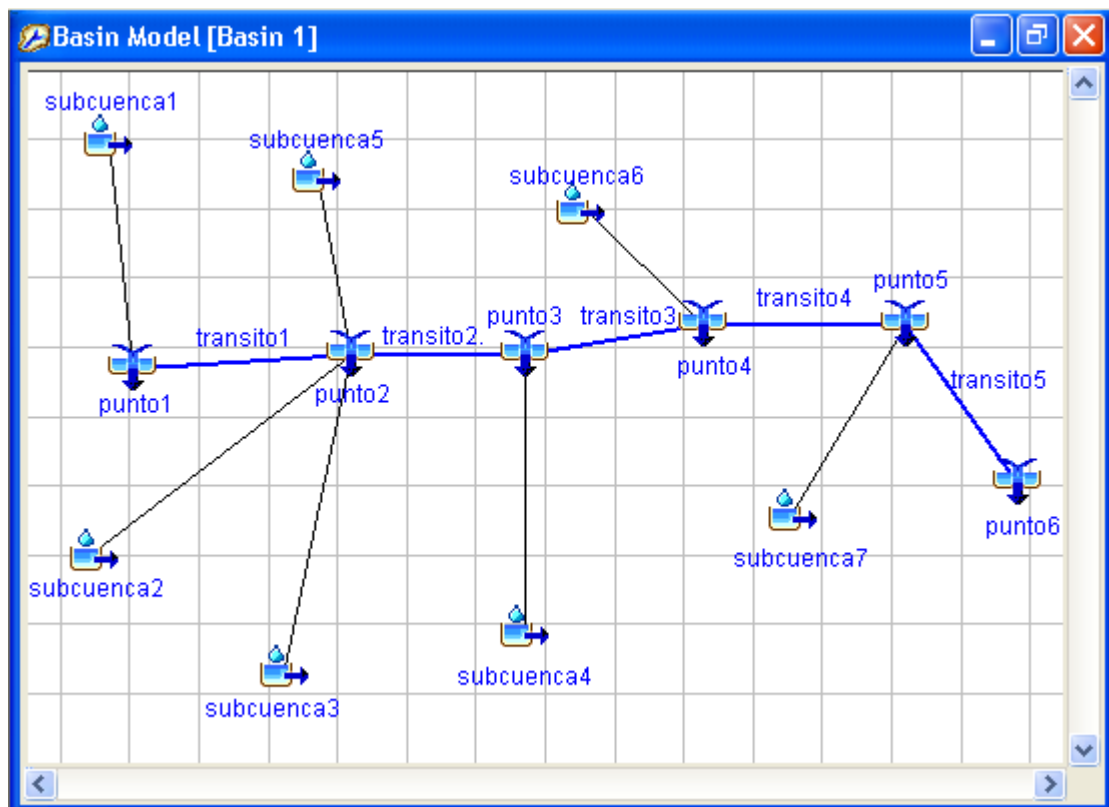 Basin Model [Basin 1]
subcuenca1
subcuenca5
subcuenca6
punto5
transito4
punto3
transito3
transito1
transito2.
punto4
punto1
punto2
transito5
punto6
subcuenca7
subcuenca2
subcuenca4
subcuenca3